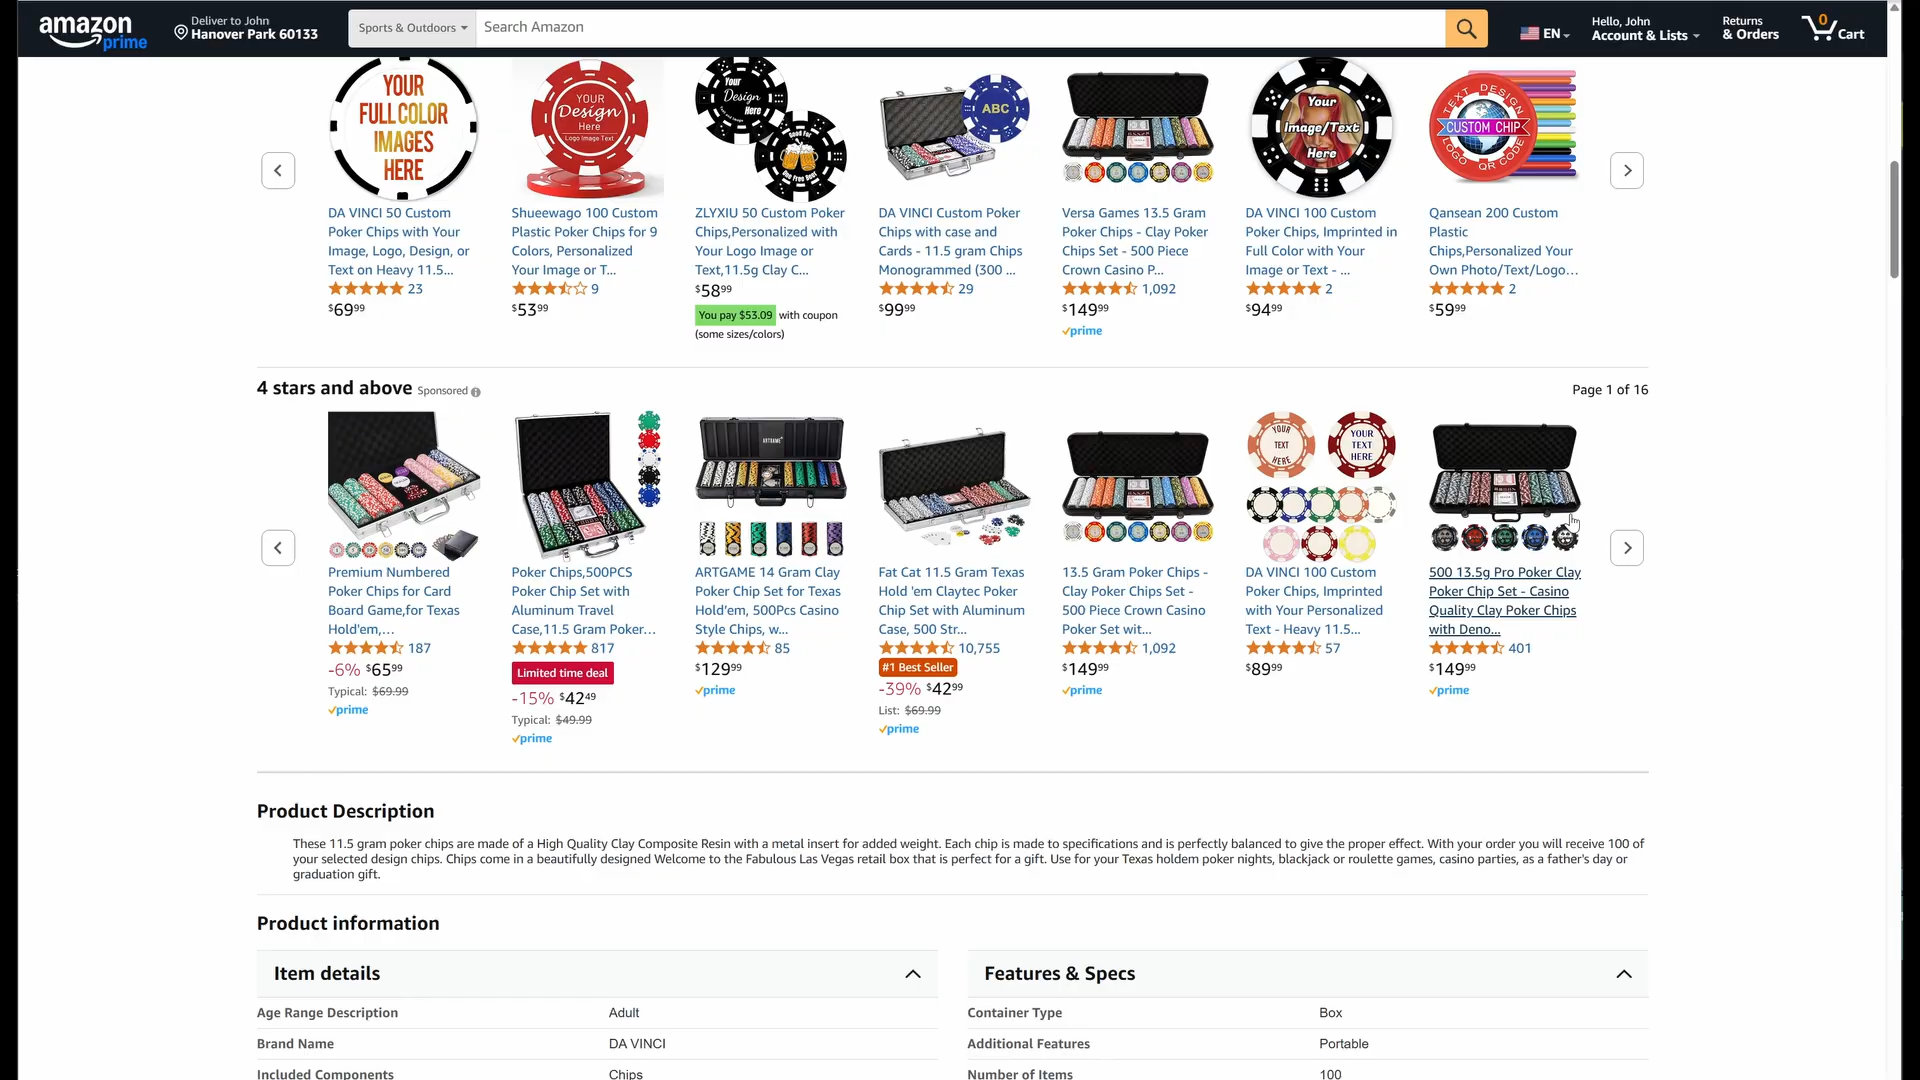 amazon
prime
Deliver to John
Hanover Park 60133
Sports & Outdoors
Search Amazon
EN
Hello, John
Account & Lists
Returns
& Orders
0
Cart
YOUR
FULL COLOR
IMAGES
HERE
YOUR
Design
Here
Logo Image Text
Your
Design
Here
Good For
One Free Beer
ABC
Your
Image/Text
Here
TEXT DESIGN
CUSTOM CHIP
LOGO QR CODE
DA VINCI 50 Custom
Poker Chips with Your
Image, Logo, Design, or
Text on Heavy 11.5...
23
$69.99
Shueewago 100 Custom
Plastic Poker Chips for 9
Colors, Personalized
Your Image or T...
9
$53.99
ZLYXIU 50 Custom Poker
Chips,Personalized with
Your Logo Image or
Text,11.5g Clay C...
$58.99
You pay $53.09 with coupon
(some sizes/colors)
DA VINCI Custom Poker
Chips with case and
Cards - 11.5 gram Chips
Monogrammed (300 ...
29
$99.99
Versa Games 13.5 Gram
Poker Chips - Clay Poker
Chips Set - 500 Piece
Crown Casino P...
1,092
$149.99
prime
DA VINCI 100 Custom
Poker Chips, Imprinted in
Full Color with Your
Image or Text - ...
2
$94.99
Qansean 200 Custom
Plastic
Chips,Personalized Your
Own Photo/Text/Logo...
2
$59.99
4 stars and above
Sponsored
Page 1 of 16
ARTGAME
YOUR
TEXT
HERE
YOUR
TEXT
HERE
Premium Numbered
Poker Chips for Card
Board Game,for Texas
Hold'em,...
187
-6% $65.99
Typical: $69.99
prime
Poker Chips,500PCS
Poker Chip Set with
Aluminum Travel
Case,11.5 Gram Poker...
817
Limited time deal
-15% $42.49
Typical: $49.99
prime
ARTGAME 14 Gram Clay
Poker Chip Set for Texas
Hold'em, 500Pcs Casino
Style Chips, w...
85
$129.99
prime
Fat Cat 11.5 Gram Texas
Hold 'em Claytec Poker
Chip Set with Aluminum
Case, 500 Str...
10,755
#1 Best Seller
-39% $42.99
List: $69.99
prime
13.5 Gram Poker Chips -
Clay Poker Chips Set -
500 Piece Crown Casino
Poker Set wit...
1,092
$149.99
prime
DA VINCI 100 Custom
Poker Chips, Imprinted
with Your Personalized
Text - Heavy 11.5...
57
$89.99
500 13.5g Pro Poker Clay
Poker Chip Set - Casino
Quality Clay Poker Chips
with Deno...
401
$149.99
prime
Product Description
These 11.5 gram poker chips are made of a High Quality Clay Composite Resin with a metal insert for added weight. Each chip is made to specifications and is perfectly balanced to give the proper effect. With your order you will receive 100 of
your selected design chips. Chips come in a beautifully designed Welcome to the Fabulous Las Vegas retail box that is perfect for a gift. Use for your Texas holdem poker nights, blackjack or roulette games, casino parties, as a father's day or
graduation gift.
Product information
Item details
Age Range Description Adult
Brand Name DA VINCI
Included Components Chips
Features & Specs
Container Type Box
Additional Features Portable
Number of Items 100